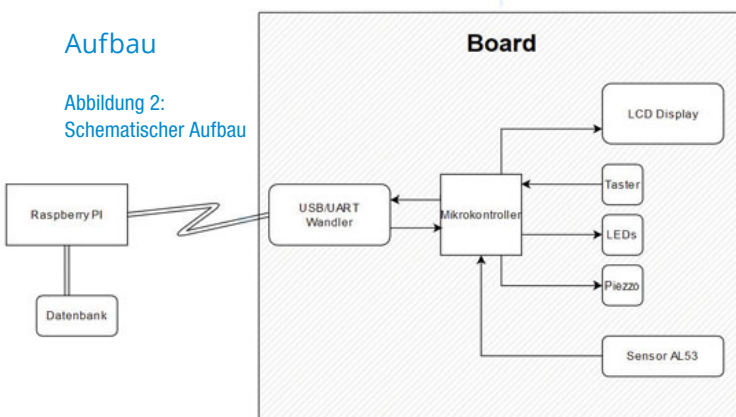 Aufbau
Abbildung 2:
Schematischer Aufbau
Board
LCD Display
Taster
LEDs
Piezzo
Sensor AL53
Mikrokontroller
USB/UART
Wandler
Raspberry PI
Datenbank